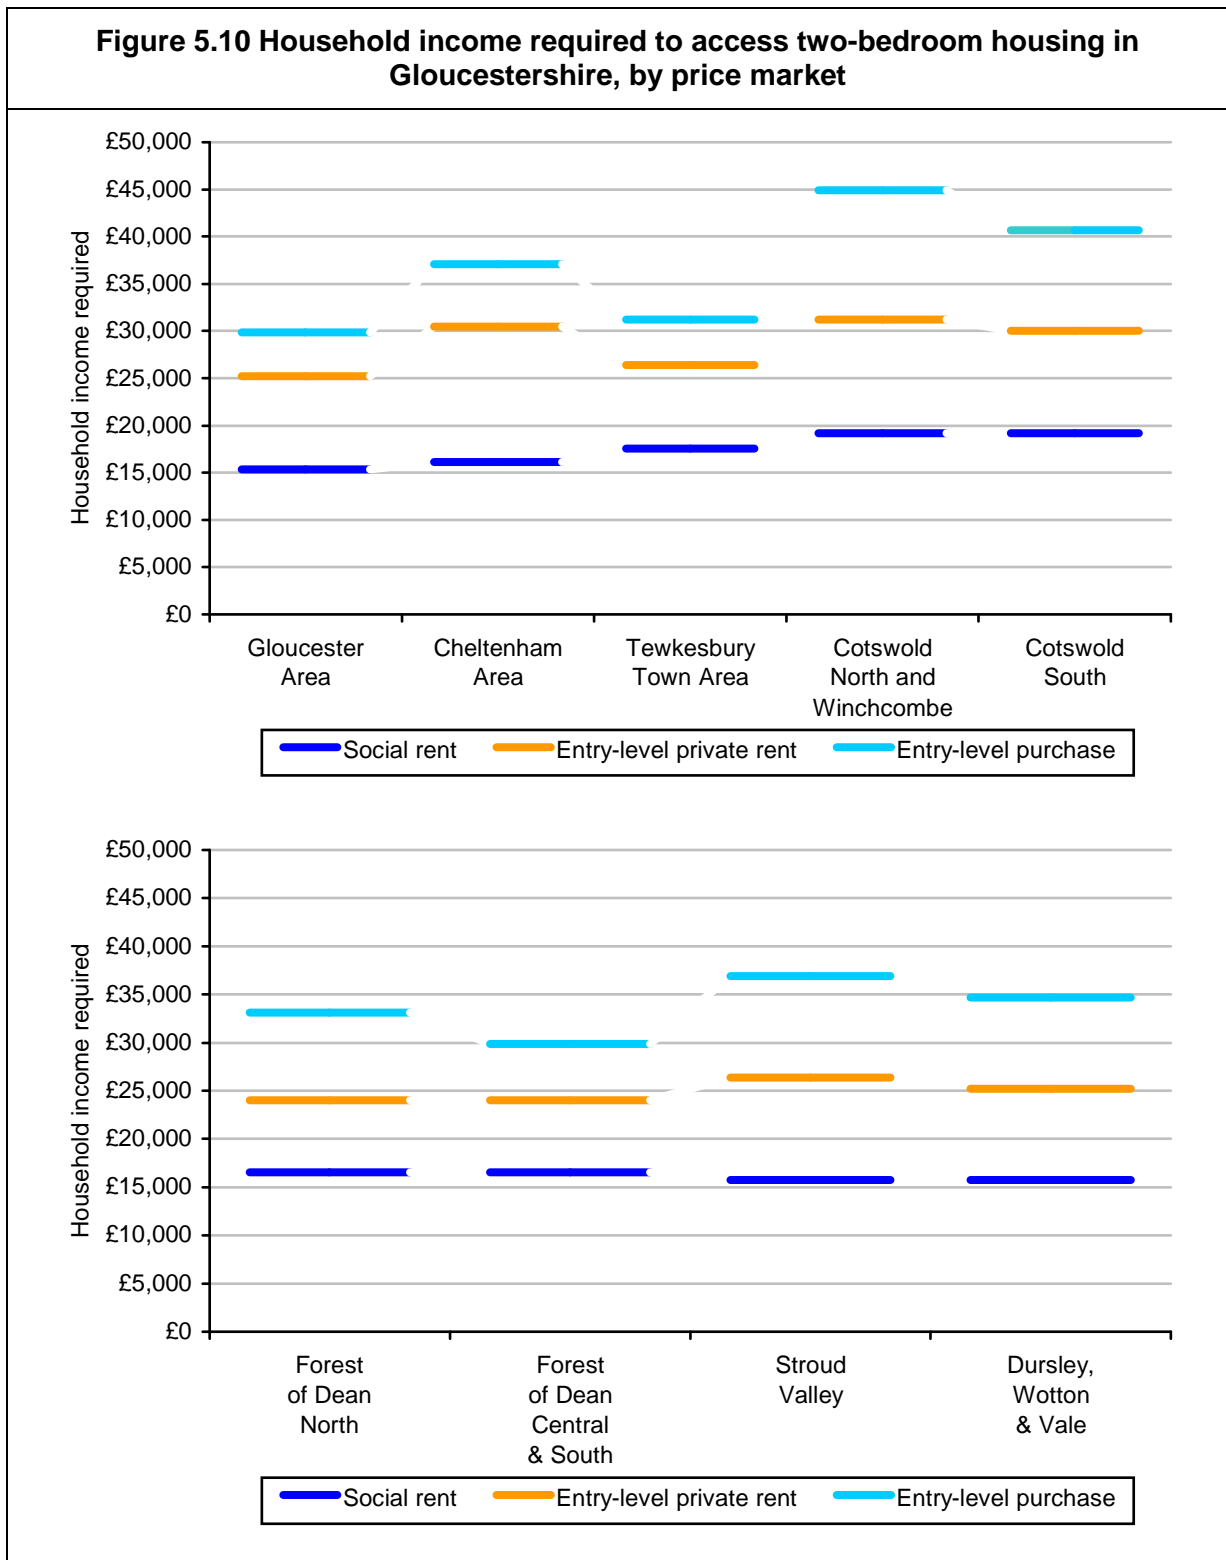 Figure 5.10 Household income required to access two-bedroom housing in
Gloucestershire, by price market
Household income required
£50,000
£45,000
£40,000
£35,000
£30,000
£25,000
£20,000
£15,000
£10,000
£5,000
£0
Gloucester
Area
Cheltenham
Area
Tewkesbury
Town Area
Cotswold
North and
Winchcombe
Cotswold
South
Social rent Entry-level private rent Entry-level purchase
Household income required
£50,000
£45,000
£40,000
£35,000
£30,000
£25,000
£20,000
£15,000
£10,000
£5,000
£0
Forest
of Dean
North
Forest
of Dean
Central
& South
Stroud
Valley
Dursley,
Wotton
& Vale
Social rent Entry-level private rent Entry-level purchase